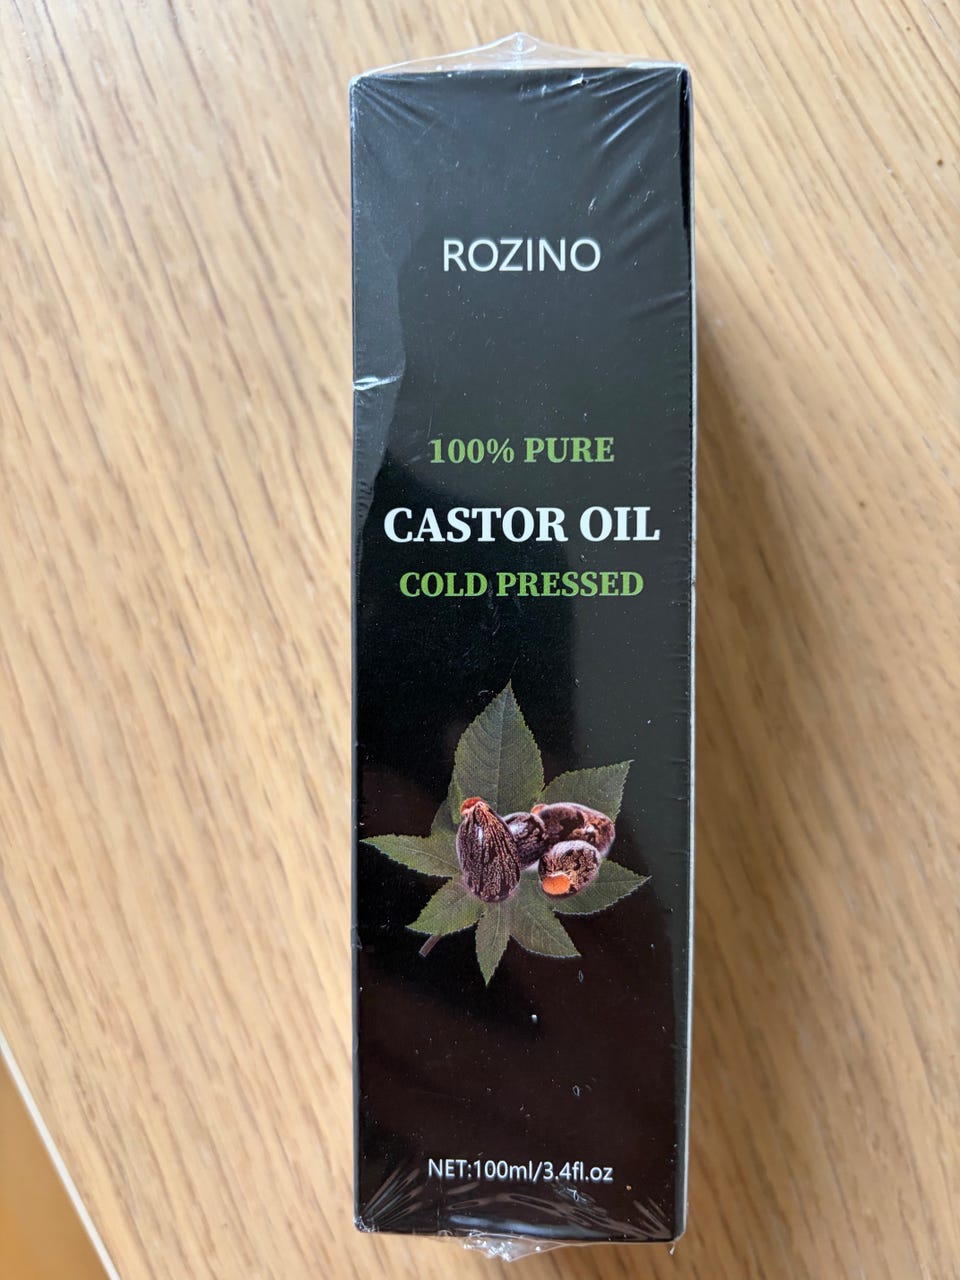 ROZINO
100% PURE
CASTOR OIL
COLD PRESSED
NET:100ml/3.4fl.oz